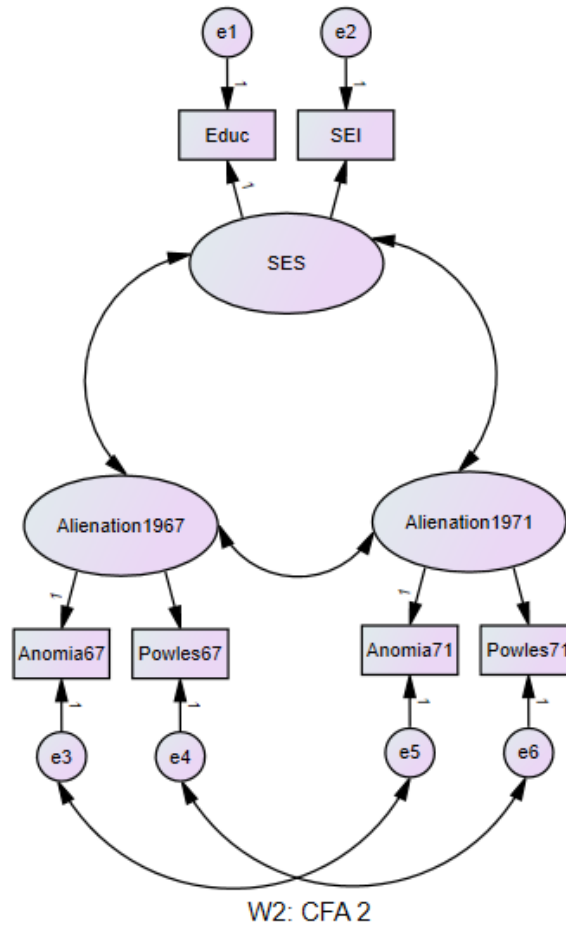 e1 e2
1 1
Educ SEI
1
SES
Alienation1967 Alienation1971
1 1
Anomia67 Powles67 Anomia71 Powles71
1 1 1 1
e3 e4 e5 e6
W2: CFA 2